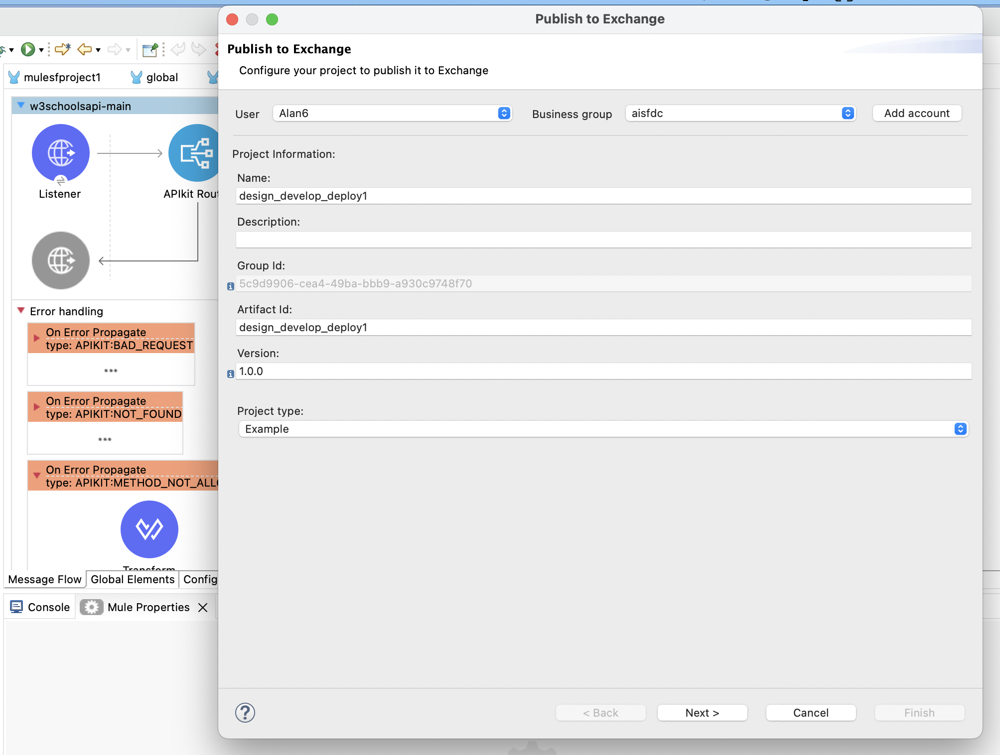 Publish to Exchange
Publish to Exchange
Configure your project to publish it to Exchange
mulesfproject1
global
w3schoolsapi-main
Listener
APIkit Rout
Error handling
On Error Propagate
type: APIKIT:BAD_REQUEST
On Error Propagate
type: APIKIT:NOT_FOUND
On Error Propagate
type: APIKIT:METHOD_NOT_ALLO
Transform
Message Flow
Global Elements
Config
Console
Mule Properties
User
Alan6
Business group
aisfdc
Add account
Project Information:
Name:
design_develop_deploy1
Description:
Group Id:
5c9d9906-cea4-49ba-bbb9-a930c9748f70
Artifact Id:
design_develop_deploy1
Version:
1.0.0
Project type:
Example
?
< Back
Next >
Cancel
Finish